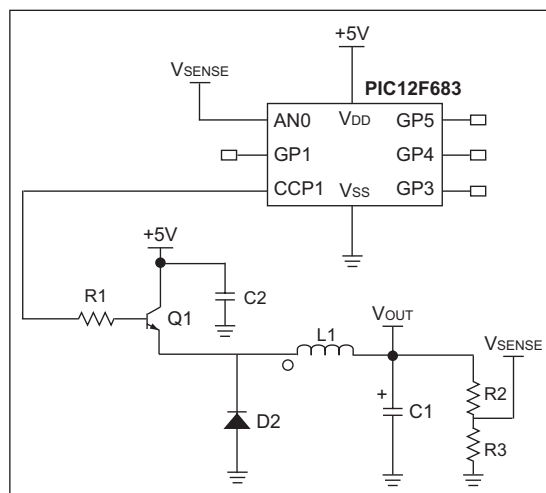 +5V
VSENSE
PIC12F683
AN0 VDD GP5
GP1 GP4
CCP1 VSS GP3
+5V
R1 Q1 C2
VOUT
L1
VSENSE
R2
+
D2 C1
R3